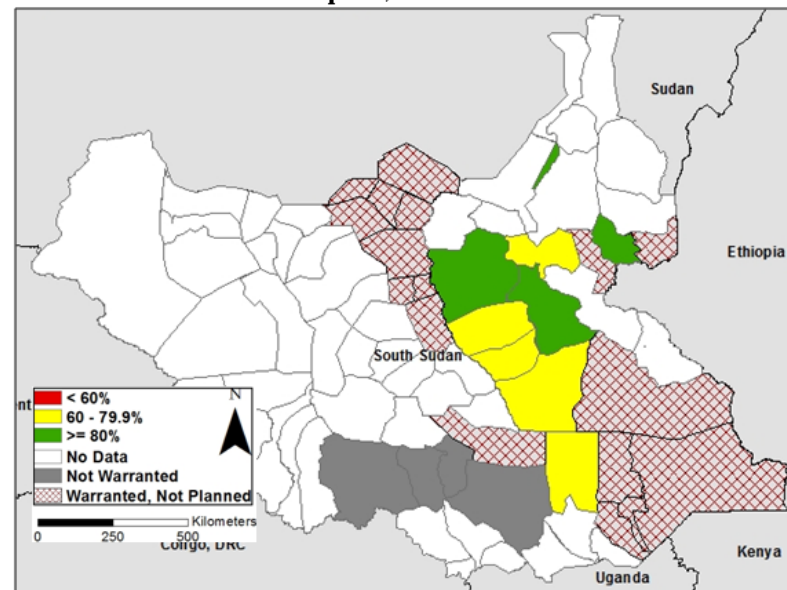 Sudan
Ethiopia
South Sudan
N
< 60%
60 - 79.9%
>= 80%
No Data
Not Warranted
Warranted, Not Planned
Kilometers
0 250 500
Kenya
Uganda